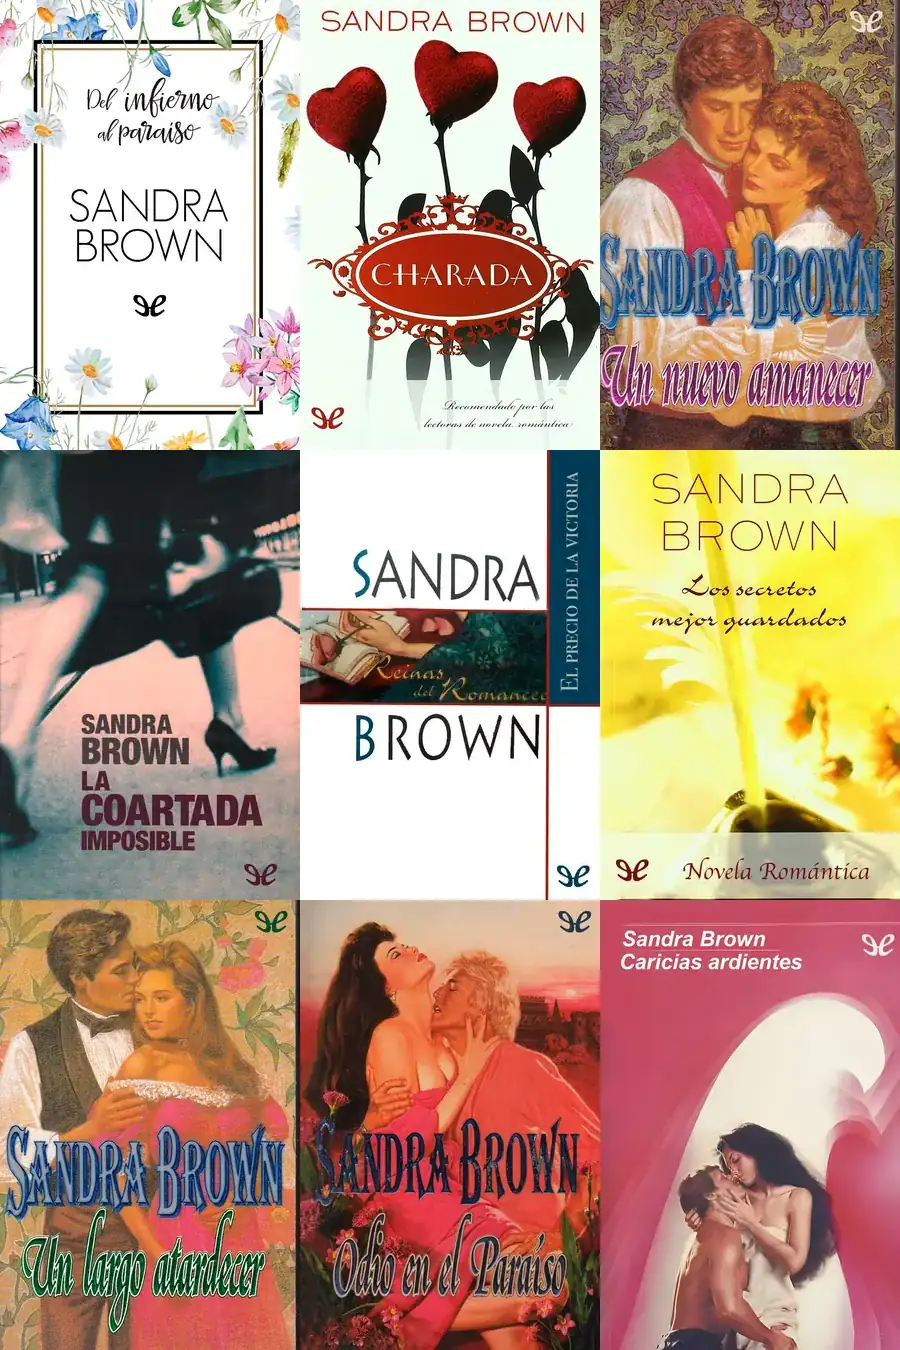 Del infierno
al paraíso
SANDRA
BROWN
SANDRA BROWN
CHARADA
Recomendado por las
lectoras de novela romántica
SANDRA BROWN
Un nuevo amanecer
SANDRA
BROWN
LA
COARTADA
IMPOSIBLE
SANDRA
Reinas
del Romance
BROWN
EL PRECIO DE LA VICTORIA
SANDRA
BROWN
Los secretos
mejor guardados
Novela Romántica
SANDRA BROWN
Un largo atardecer
SANDRA BROWN
Odio en el Paraíso
Sandra Brown
Caricias ardientes